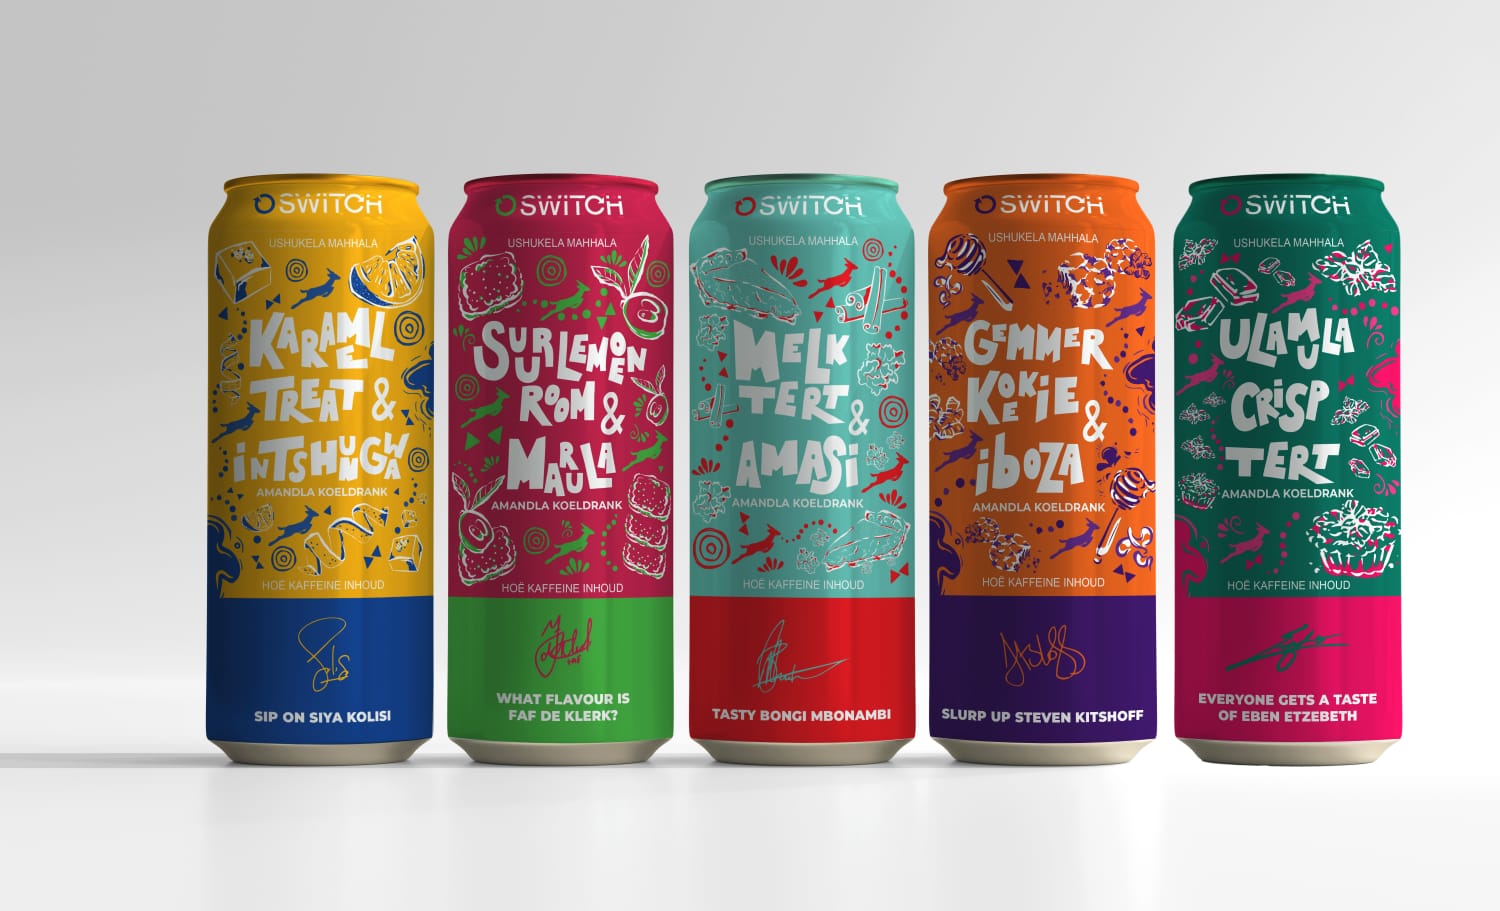 SWITCH
USHUKELA MAHHALA
KARAMEL
TREAT &
iNTSHUNGWA
AMANDLA KOELDRANK
HOË KAFFEINE INHOUD
SIP ON SIYA KOLISI
SWITCH
USHUKELA MAHHALA
SUURLEMOEN
ROOM &
MARULA
AMANDLA KOELDRANK
HOË KAFFEINE INHOUD
WHAT FLAVOUR IS
FAF DE KLERK?
SWITCH
USHUKELA MAHHALA
MELK
TERT &
AMASi
AMANDLA KOELDRANK
HOË KAFFEINE INHOUD
TASTY BONGI MBONAMBI
SWITCH
USHUKELA MAHHALA
GEMMER
KOEKiE &
iBOZA
AMANDLA KOELDRANK
HOË KAFFEINE INHOUD
SLURP UP STEVEN KITSHOFF
SWITCH
USHUKELA MAHHALA
ULAMULA
CRiSP
TERT
AMANDLA KOELDRANK
HOË KAFFEINE INHOUD
EVERYONE GETS A TASTE
OF EBEN ETZEBETH